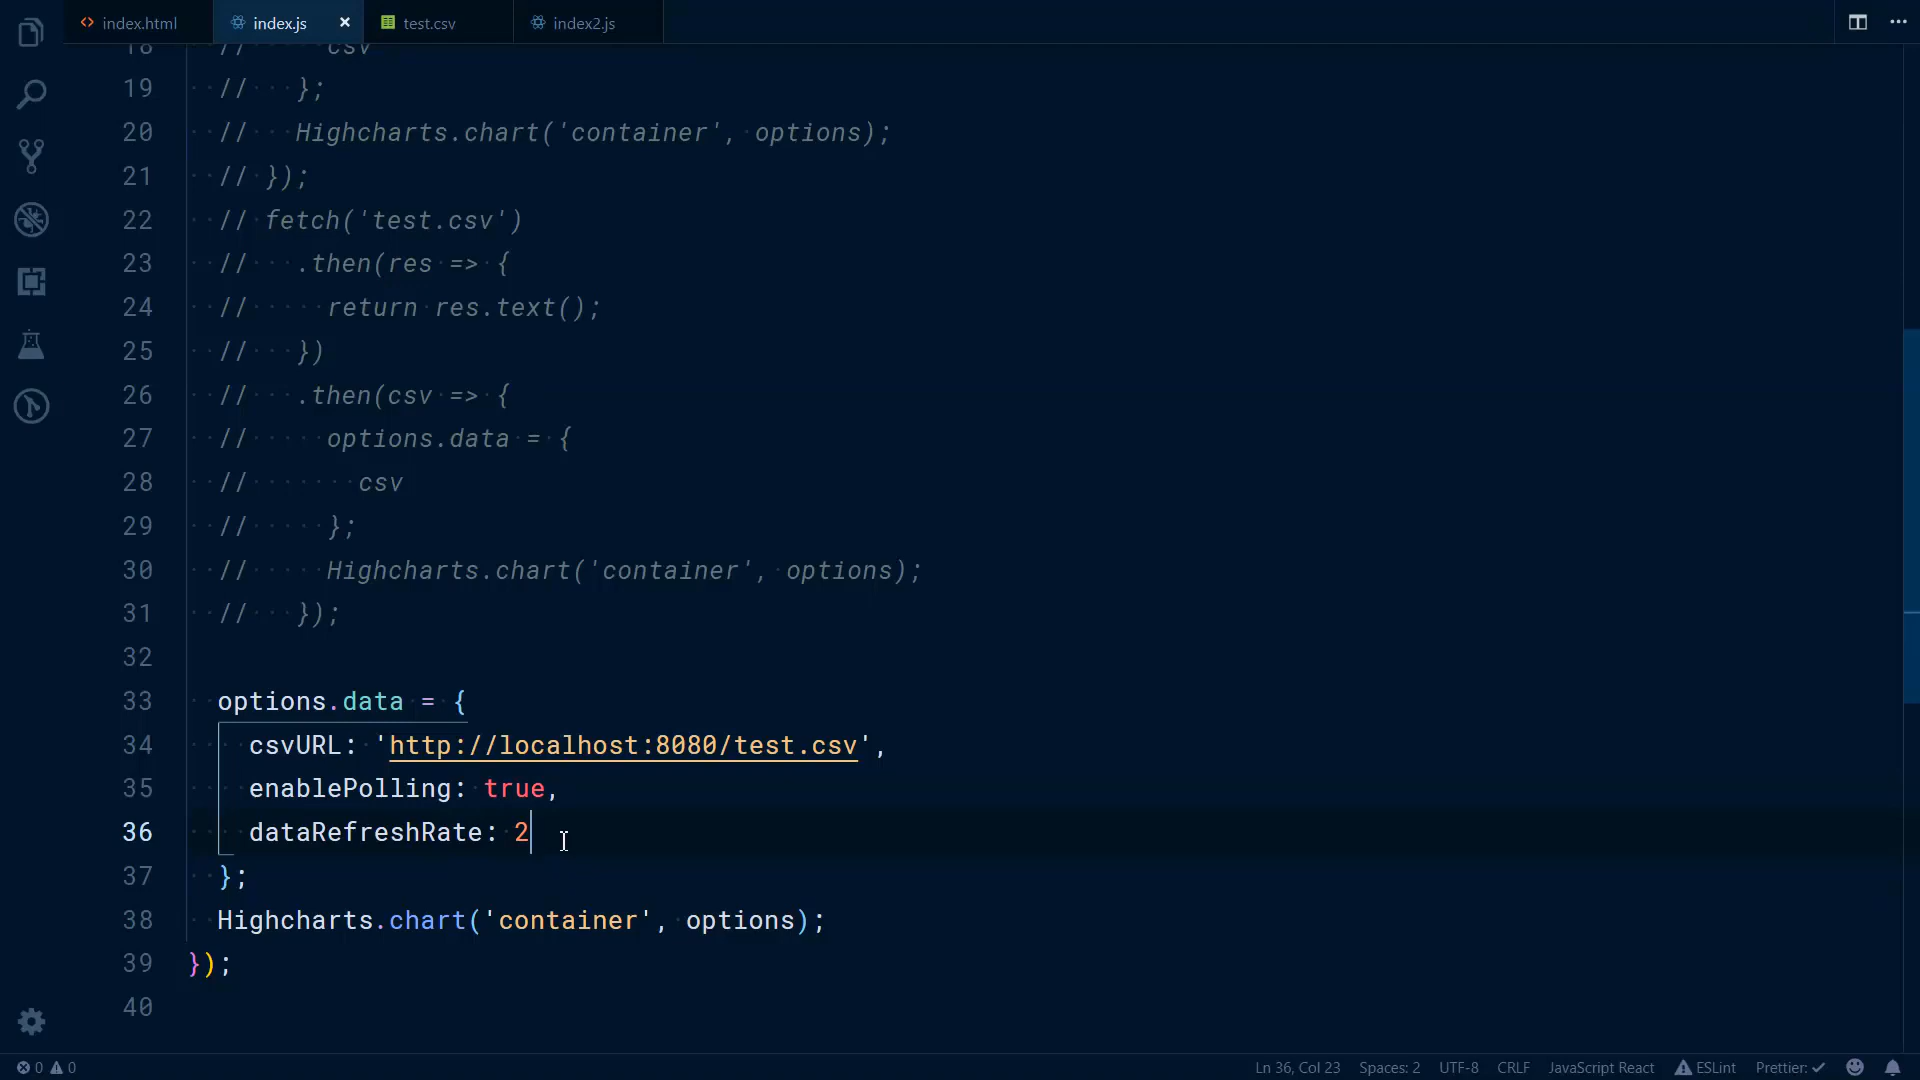 index.html index.js × test.csv index2.js
18 // csv
19 // };
20 // Highcharts.chart('container', options);
21 // });
22 // fetch('test.csv')
23 // .then(res => {
24 // return res.text();
25 // })
26 // .then(csv => {
27 // options.data = {
28 // csv
29 // };
30 // Highcharts.chart('container', options);
31 // });
32
33 options.data = {
34 csvURL: 'http://localhost:8080/test.csv',
35 enablePolling: true,
36 dataRefreshRate: 2
37 };
38 Highcharts.chart('container', options);
39 });
40
0 0 Ln 36, Col 23 Spaces: 2 UTF-8 CRLF JavaScript React ESLint Prettier: ✓